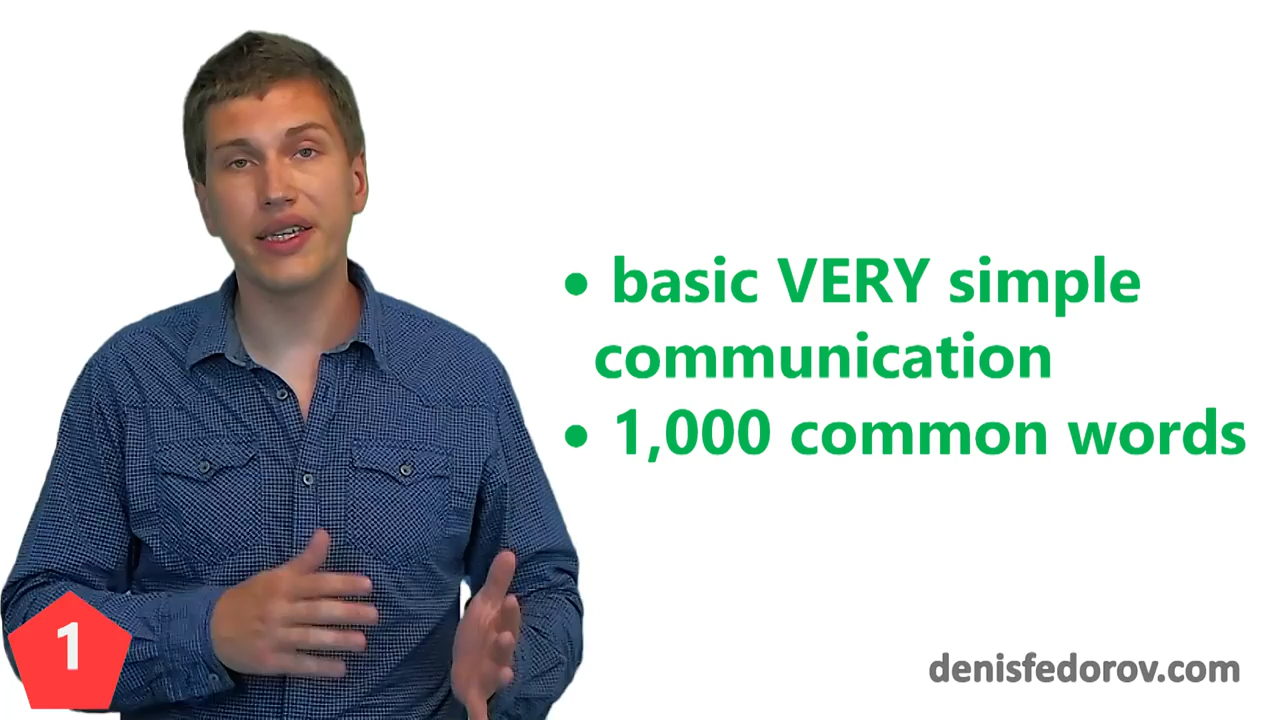 • basic VERY simple
communication
• 1,000 common words
1
denisfedorov.com